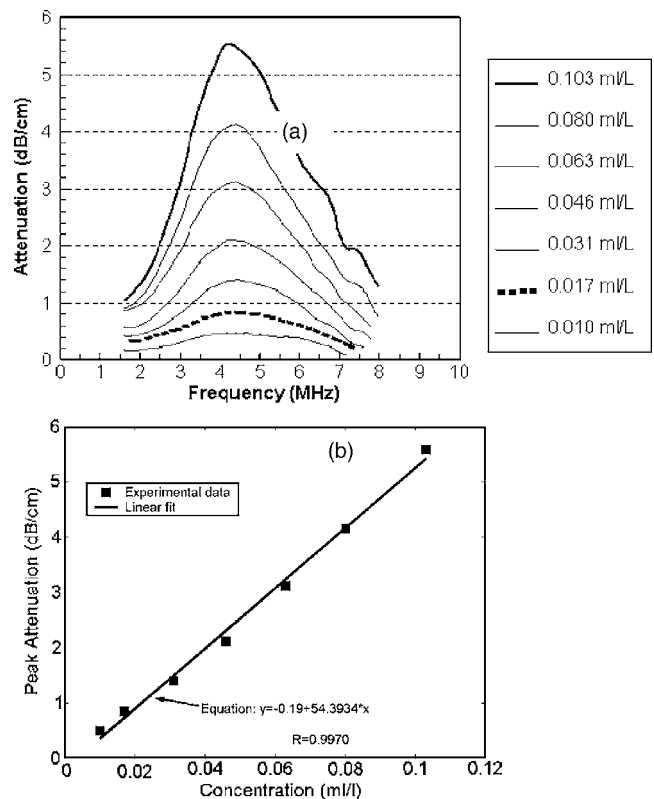 6
5
4
3
2
1
0
Attenuation (dB/cm)
(a)
0 1 2 3 4 5 6 7 8 9 10
Frequency (MHz)
0.103 ml/L
0.080 ml/L
0.063 ml/L
0.046 ml/L
0.031 ml/L
0.017 ml/L
0.010 ml/L
6
5
4
3
2
1
0
Peak Attenuation (dB/cm)
(b)
Experimental data
Linear fit
Equation: y=-0.19+54.3934*x
R=0.9970
0 0.02 0.04 0.06 0.08 0.1 0.12
Concentration (ml/l)